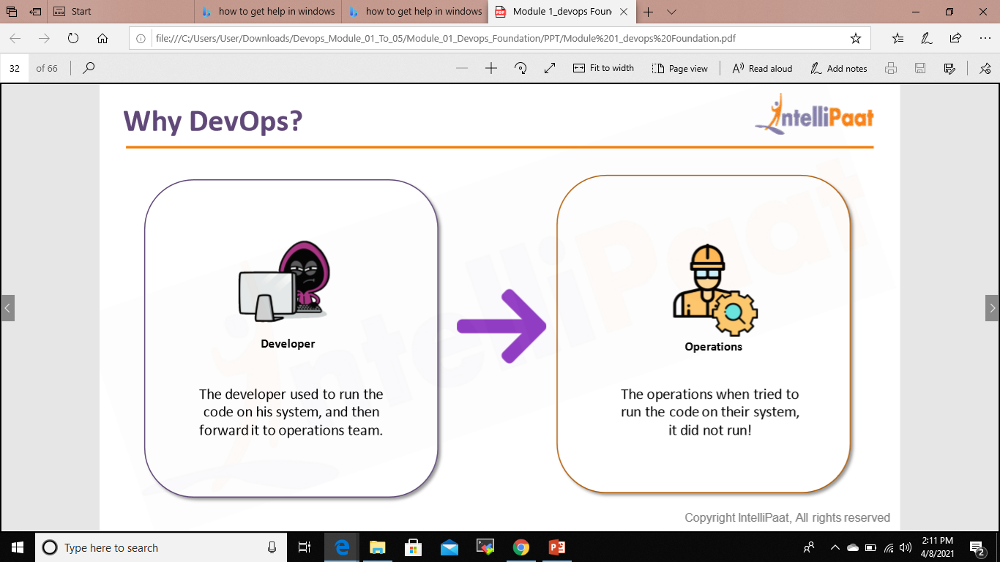 Start
how to get help in windows
how to get help in windows
Module 1_devops Foun
file:///C:/Users/User/Downloads/Devops_Module_01_To_05/Module_01_Devops_Foundation/PPT/Module%201_devops%20Foundation.pdf
32 of 66
Fit to width
Page view
Read aloud
Add notes
Why DevOps?
IntelliPaat
Developer
The developer used to run the
code on his system, and then
forward it to operations team.
Operations
The operations when tried to
run the code on their system,
it did not run!
Copyright IntelliPaat, All rights reserved
IntelliPaat
Type here to search
2:11 PM
4/8/2021
2